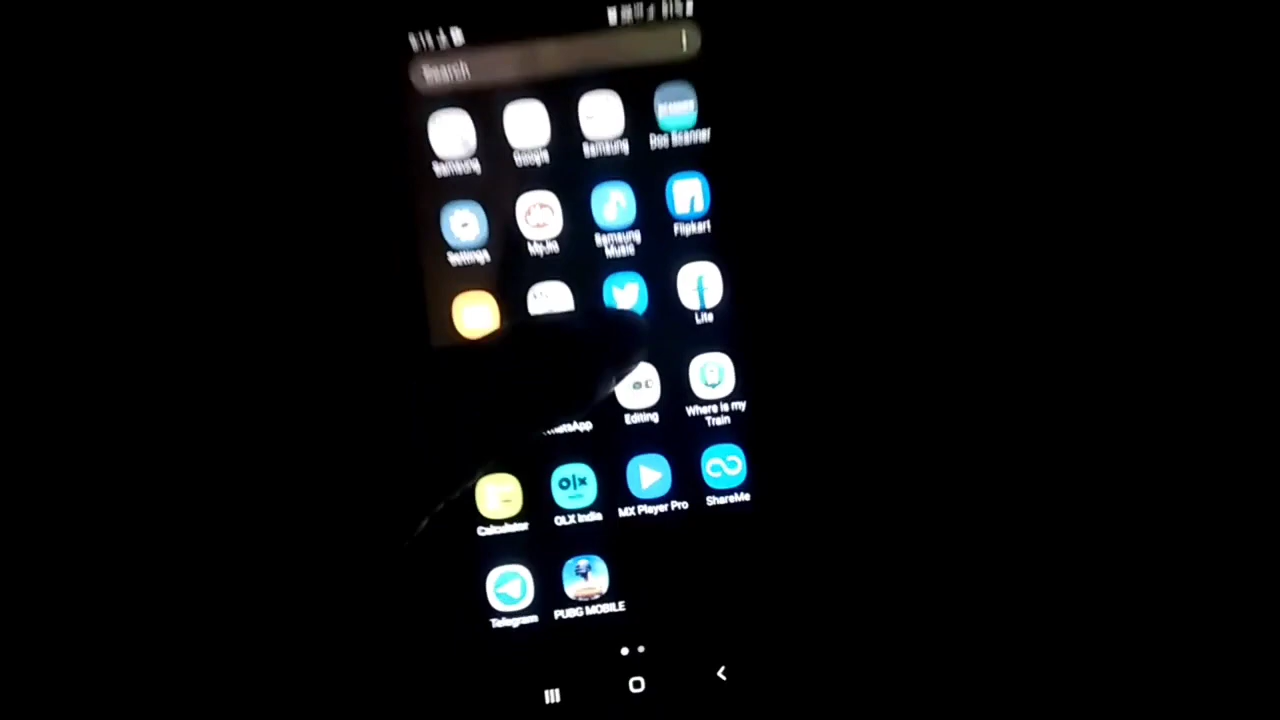 Search
Samsung
Google
Samsung
Doc Scanner
Settings
MyJio
Samsung
Music
Flipkart
Lite
Editing
Where is my
Train
Calculator
olx
OLX India
MX Player Pro
ShareMe
Telegram
PUBG MOBILE